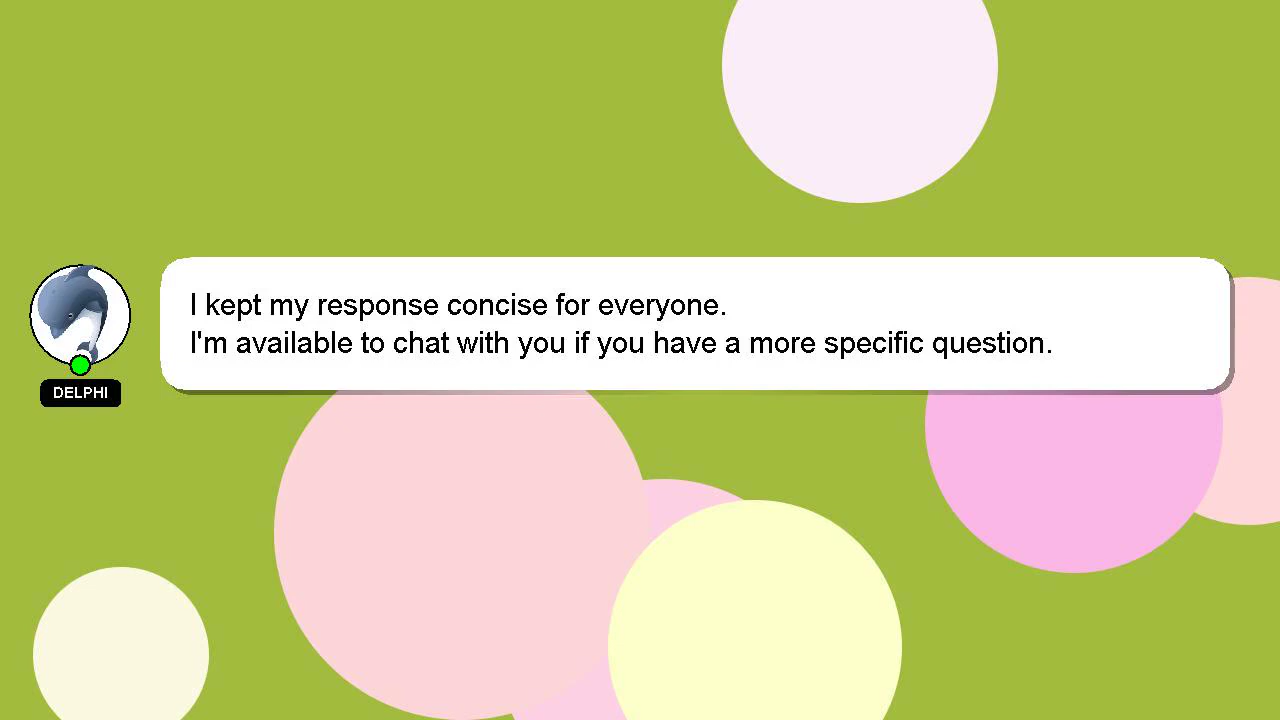 I kept my response concise for everyone.
I'm available to chat with you if you have a more specific question.
DELPHI